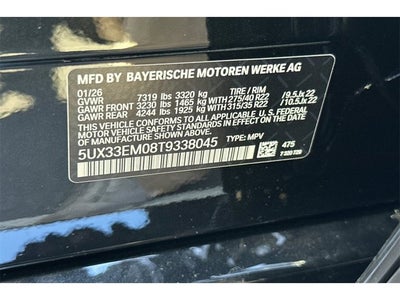 MFD BY BAYERISCHE MOTOREN WERKE AG
01/26 TIRE / RIM
GVWR 7319 lbs 3320 kg
GAWR FRONT 3230 lbs 1465 kg WITH 275/40 R22 /9.5Jx22
GAWR REAR 4244 lbs 1925 kg WITH 315/35 R22 /10.5Jx22
THIS VEHICLE CONFORMS TO ALL APPLICABLE U.S. FEDERAL
MOTOR VEHICLE SAFETY STANDARDS IN EFFECT ON THE DATE OF
MANUFACTURE SHOWN ABOVE.
5UX33EM08T9338045 TYPE: MPV
475